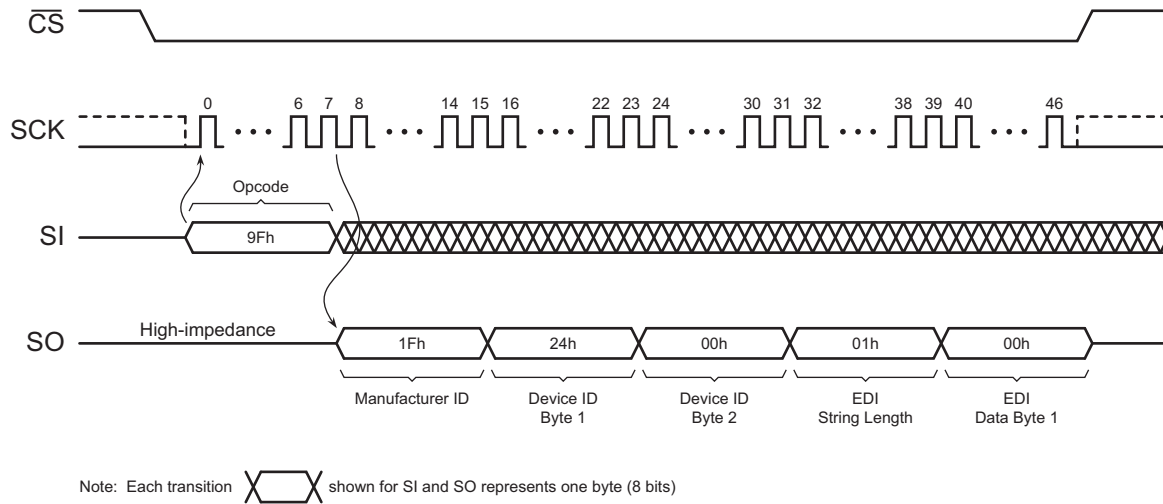 CS
0 6 7 8 14 15 16 22 23 24 30 31 32 38 39 40 46
SCK
Opcode
SI
9Fh
High-impedance
SO
1Fh 24h 00h 01h 00h
Manufacturer ID
Device ID
Byte 1
Device ID
Byte 2
EDI
String Length
EDI
Data Byte 1
Note: Each transition shown for SI and SO represents one byte (8 bits)